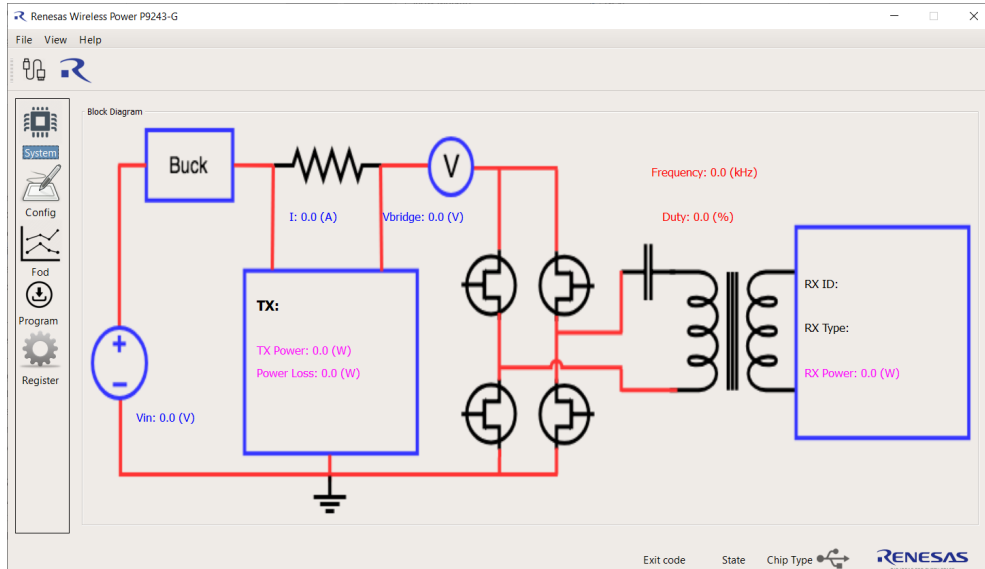 Renesas Wireless Power P9243-G
File View Help
System
Config
Fod
Program
Register
Block Diagram
Buck
V
I: 0.0 (A)
Vbridge: 0.0 (V)
Frequency: 0.0 (kHz)
Duty: 0.0 (%)
TX:
TX Power: 0.0 (W)
Power Loss: 0.0 (W)
Vin: 0.0 (V)
RX ID:
RX Type:
RX Power: 0.0 (W)
Exit code State Chip Type
RENESAS